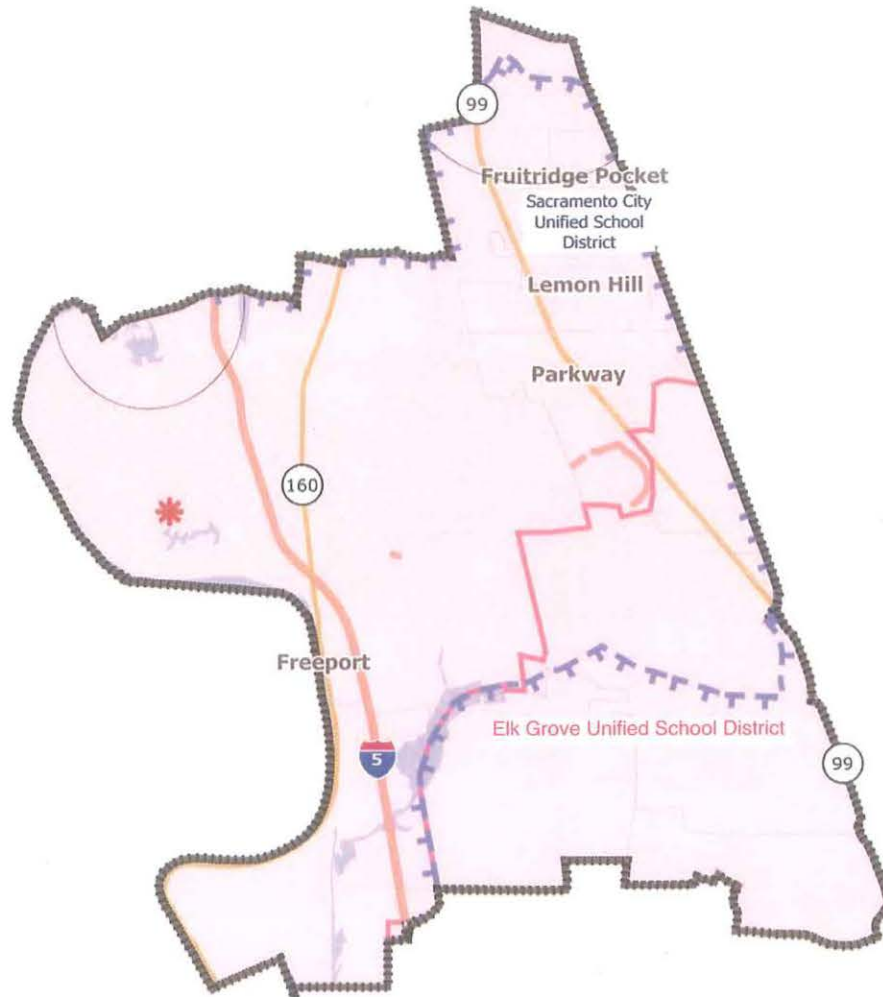 99
Fruitridge Pocket
Sacramento City
Unified School
District
Lemon Hill
Parkway
160
Freeport
Elk Grove Unified School District
5
99